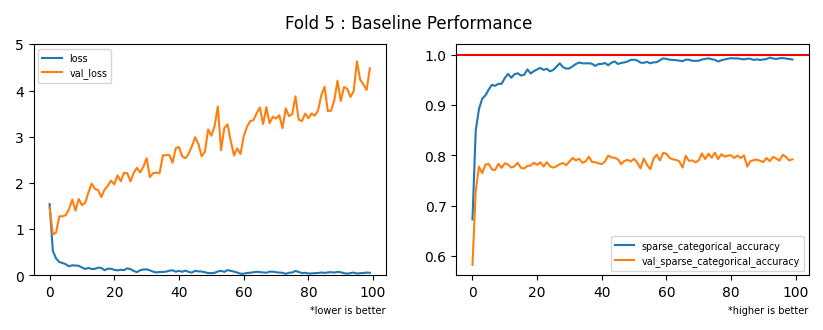 Fold 5 : Baseline Performance
5
4
3
2
1
0
loss
val_loss
0 20 40 60 80 100
*lower is better
1.0
0.9
0.8
0.7
0.6
sparse_categorical_accuracy
val_sparse_categorical_accuracy
0 20 40 60 80 100
*higher is better